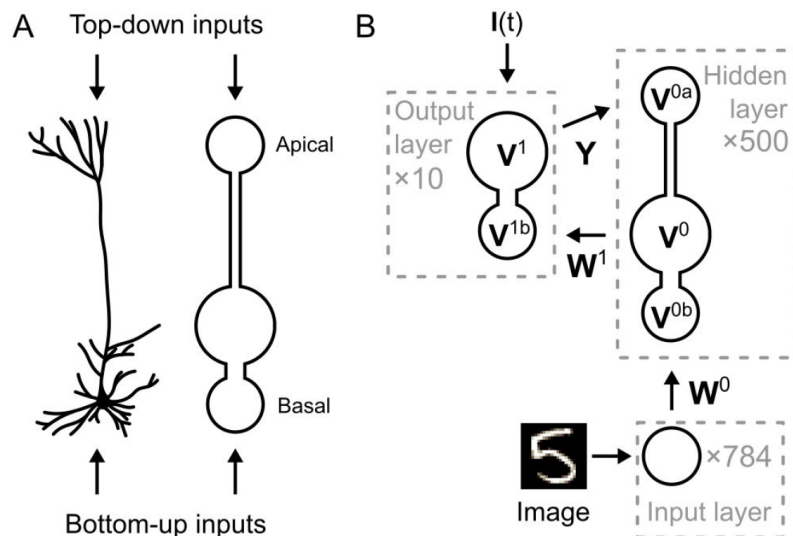 A
Top-down inputs
Apical
Basal
Bottom-up inputs
B
I(t)
Output
layer
×10
V¹
V¹ᵇ
Y
W¹
Hidden
layer
×500
V⁰ᵃ
V⁰
V⁰ᵇ
W⁰
5
Image
×784
Input layer